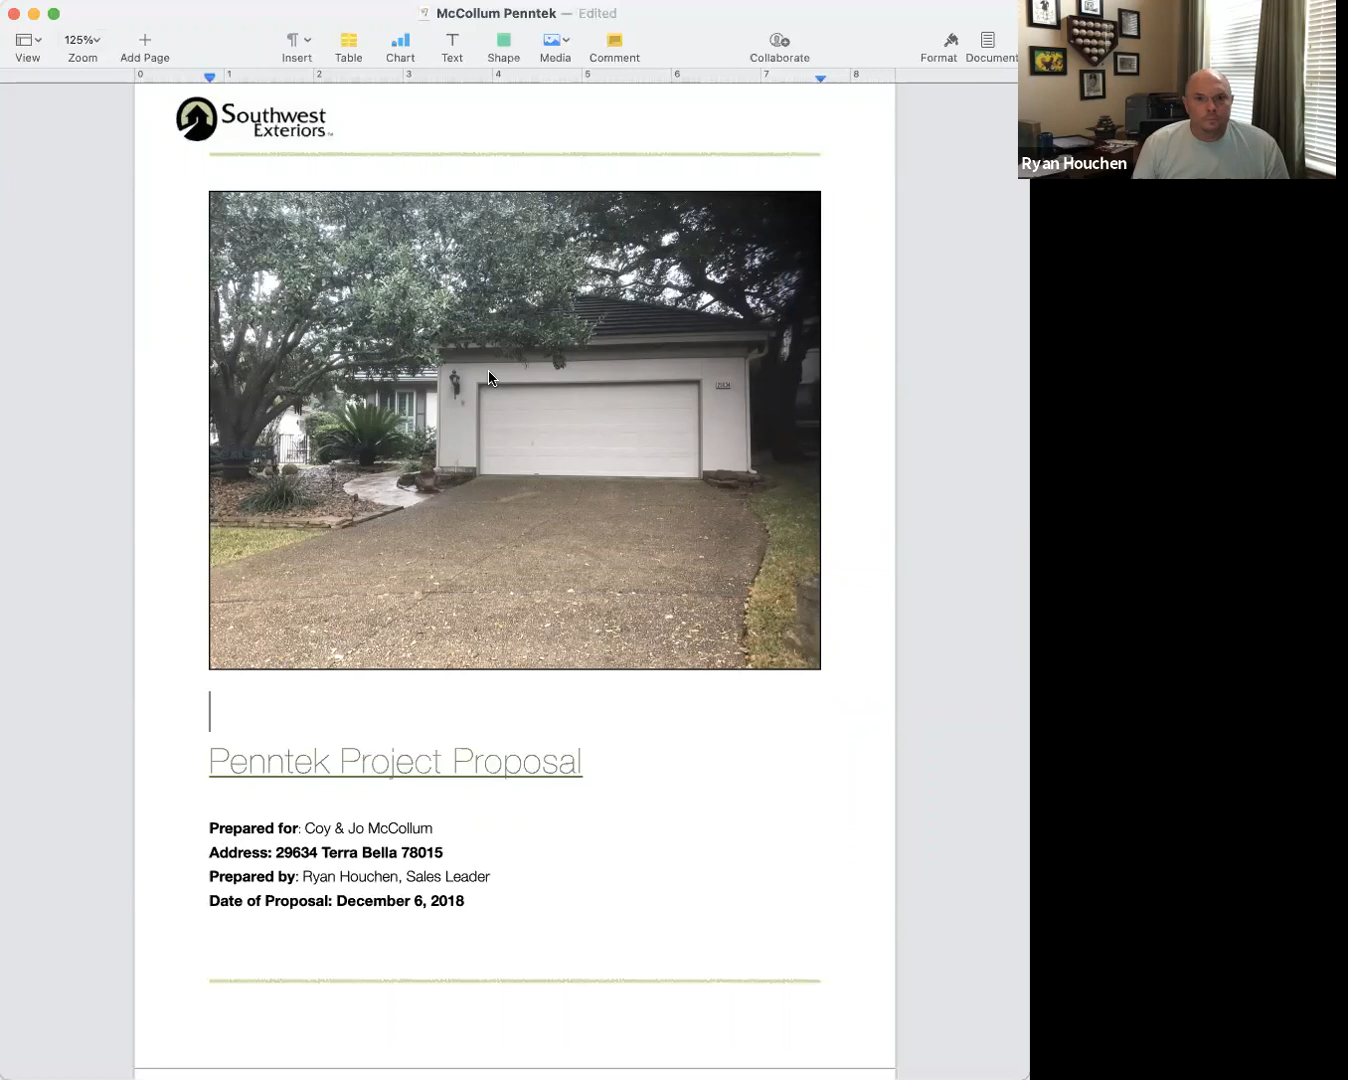 McCollum Penntek — Edited
125%
View
Zoom
Add Page
Insert
Table
Chart
Text
Shape
Media
Comment
Collaborate
Format
Document
0 1 2 3 4 5 6 7 8
Ryan Houchen
Southwest
Exteriors
Penntek Project Proposal
Prepared for: Coy & Jo McCollum
Address: 29634 Terra Bella 78015
Prepared by: Ryan Houchen, Sales Leader
Date of Proposal: December 6, 2018